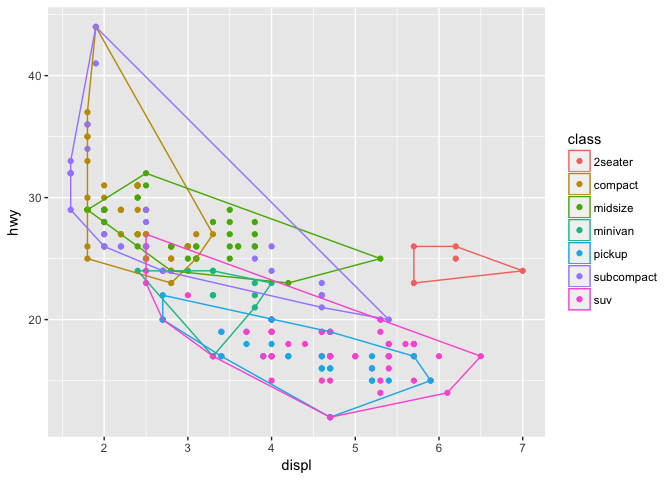 40
30
20
hwy
2
3
4
5
6
7
displ
class
2seater
compact
midsize
minivan
pickup
subcompact
suv